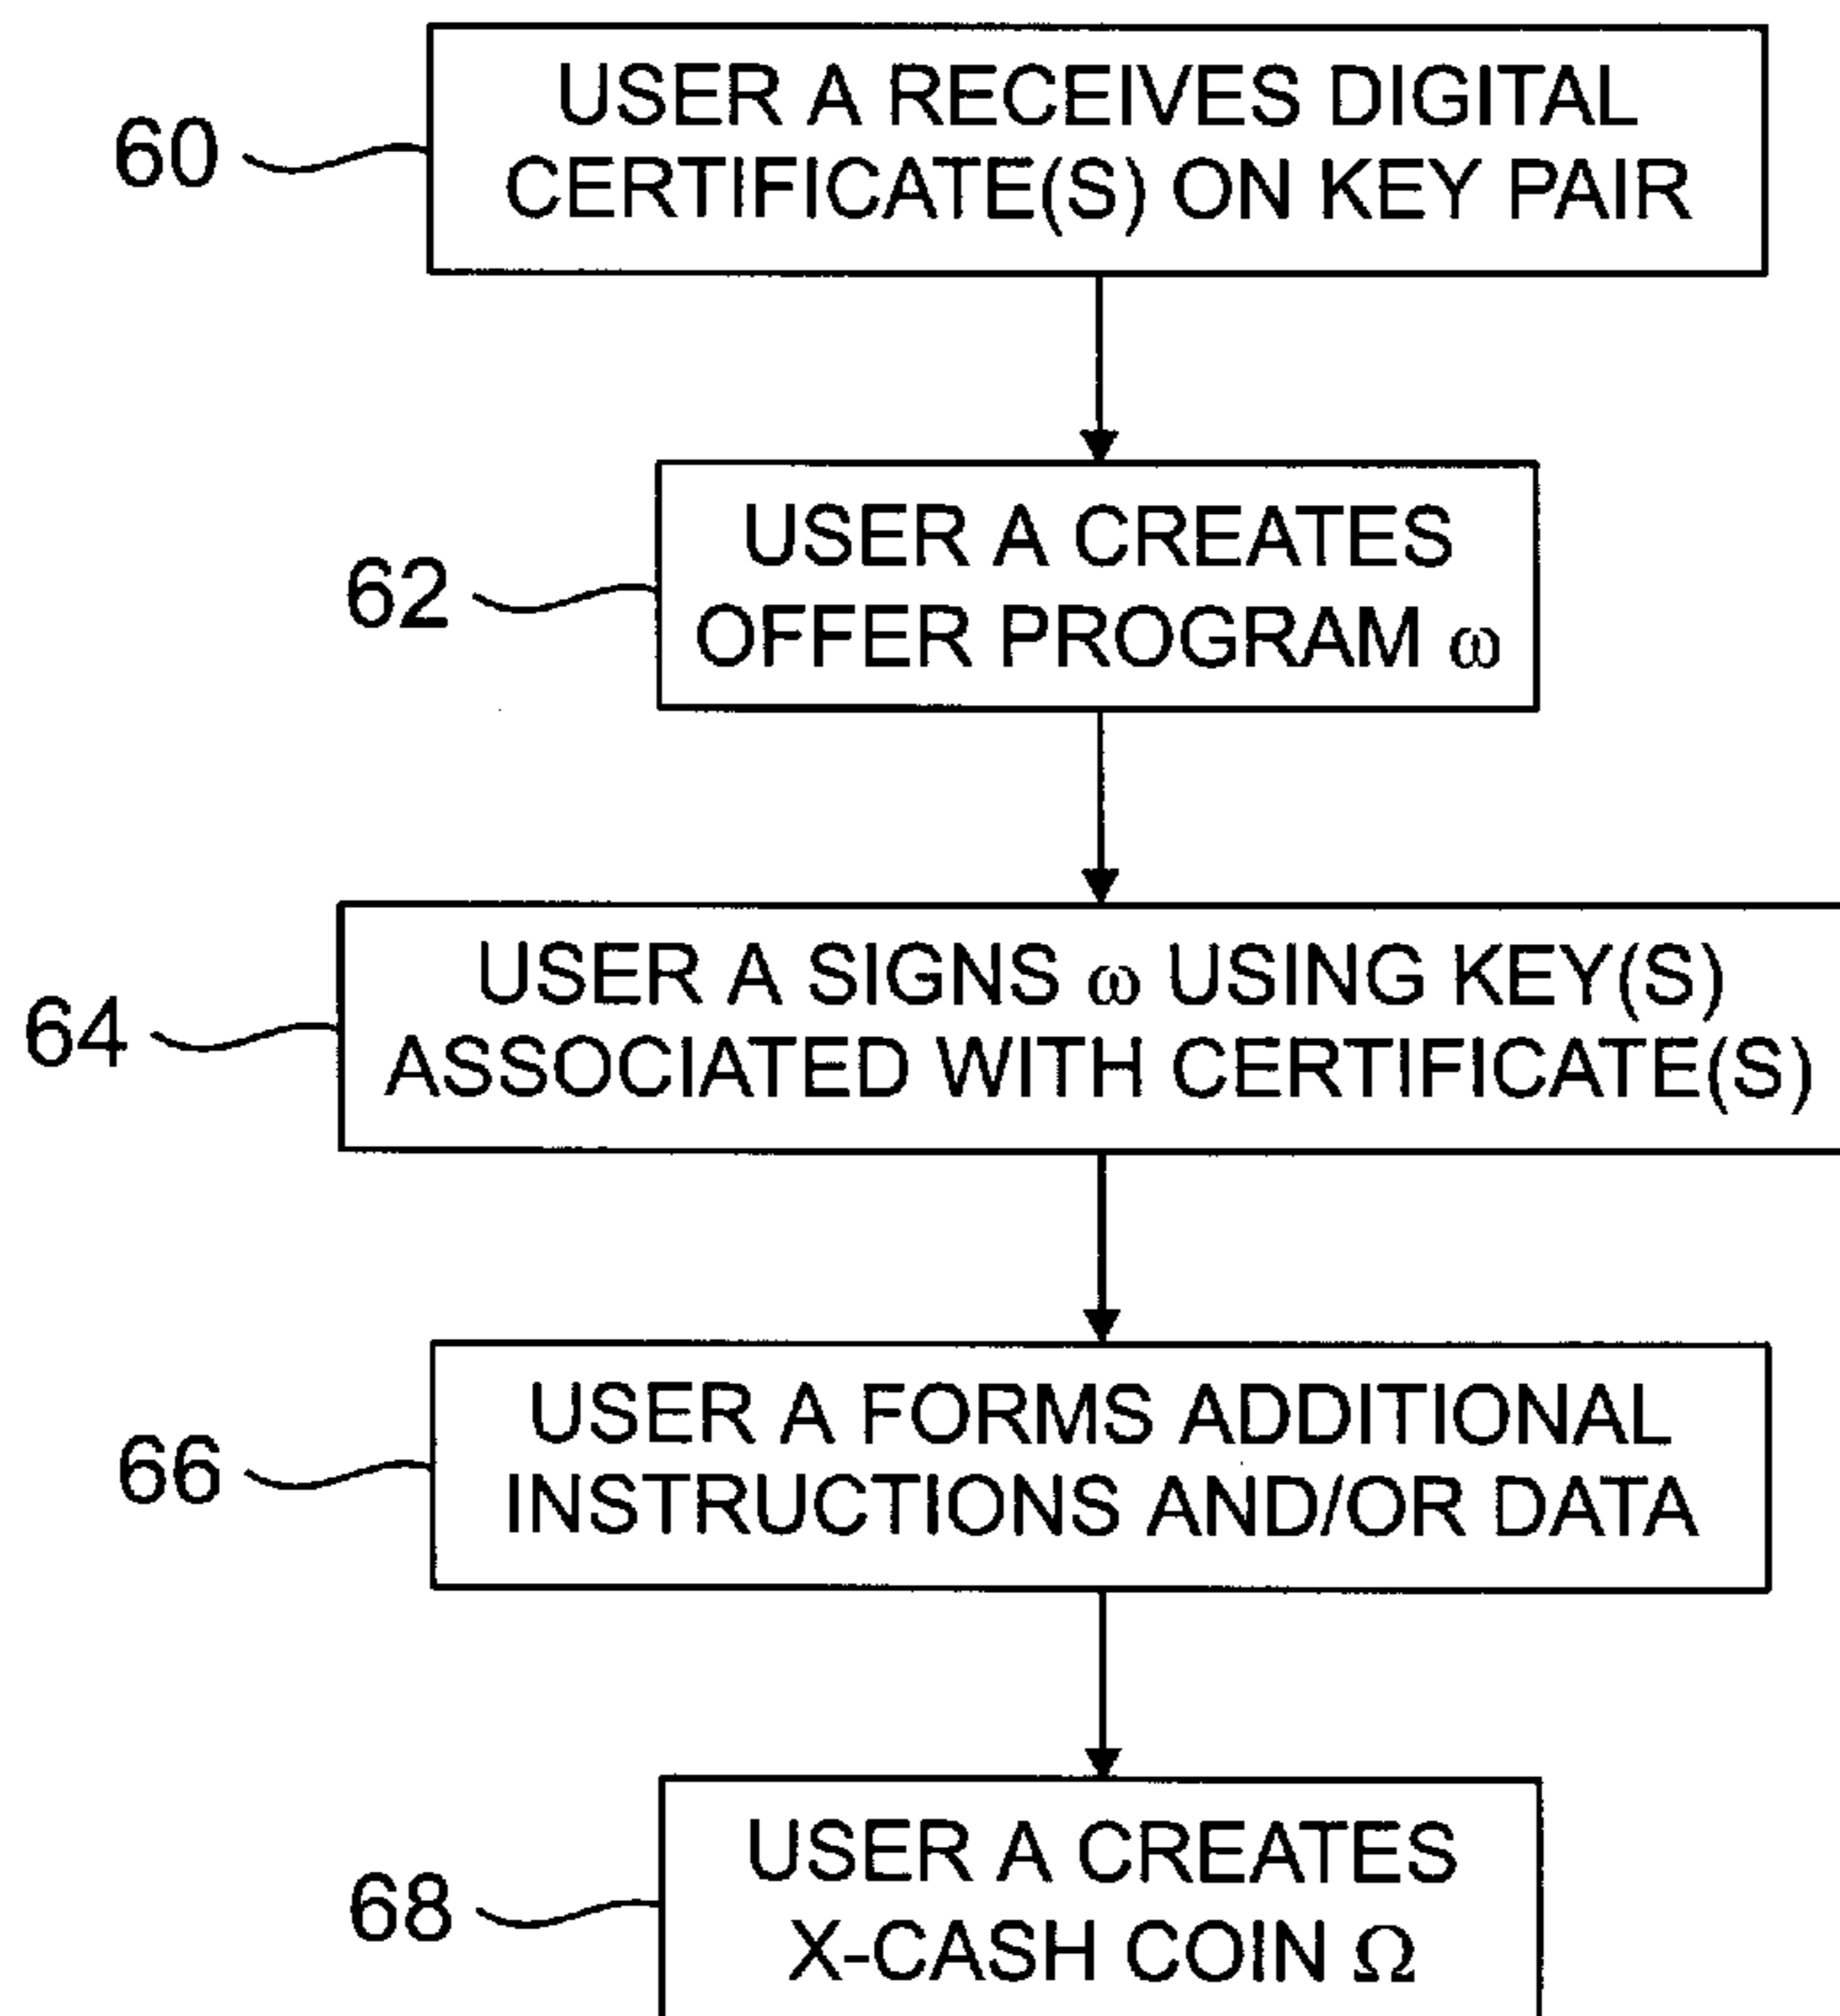 60
USER A RECEIVES DIGITAL
CERTIFICATE(S) ON KEY PAIR
62
USER A CREATES
OFFER PROGRAM ω
64
USER A SIGNS ω USING KEY(S)
ASSOCIATED WITH CERTIFICATE(S)
66
USER A FORMS ADDITIONAL
INSTRUCTIONS AND/OR DATA
68
USER A CREATES
X-CASH COIN Ω